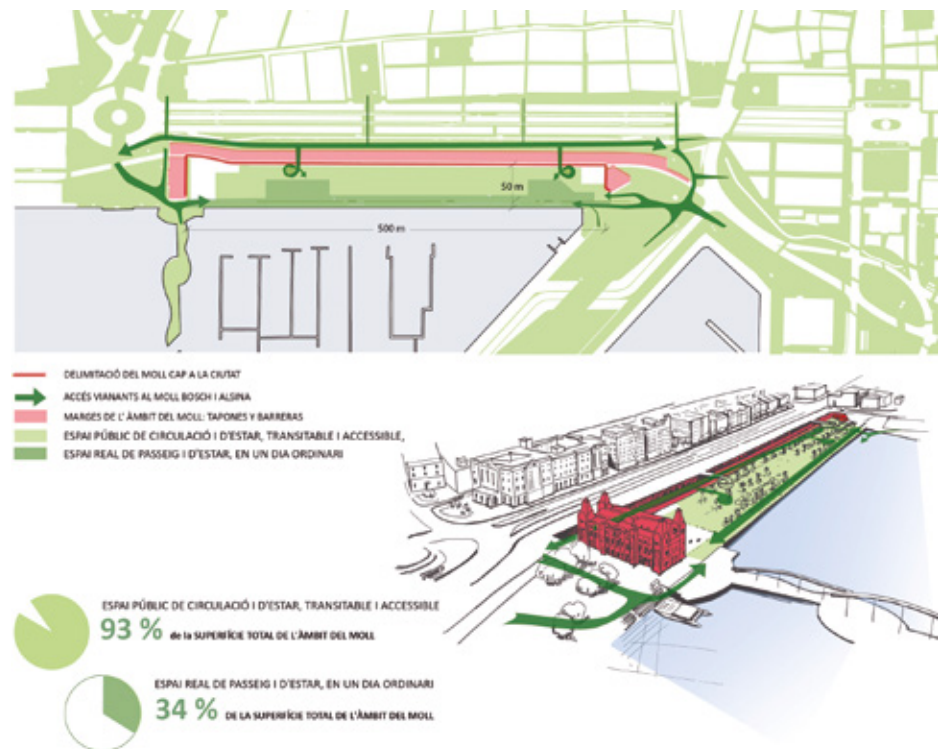 50 m
500 m
DELIMITACIÓ DEL MOLL CAP A LA CIUTAT
ACCÉS VIANANTS AL MOLL BOSCH I ALSINA
MARGES DE L' ÀMBIT DEL MOLL: TAPONES Y BARRERAS
ESPAI PÚBLIC DE CIRCULACIÓ I D'ESTAR, TRANSITABLE I ACCESSIBLE,
ESPAI REAL DE PASSEIG I D'ESTAR, EN UN DIA ORDINARI
ESPAI PÚBLIC DE CIRCULACIÓ I D'ESTAR, TRANSITABLE I ACCESSIBLE
93 % de la SUPERFÍCIE TOTAL DE L'ÀMBIT DEL MOLL
ESPAI REAL DE PASSEIG I D'ESTAR, EN UN DIA ORDINARI
34 % DE LA SUPERFÍCIE TOTAL DE L'ÀMBIT DEL MOLL